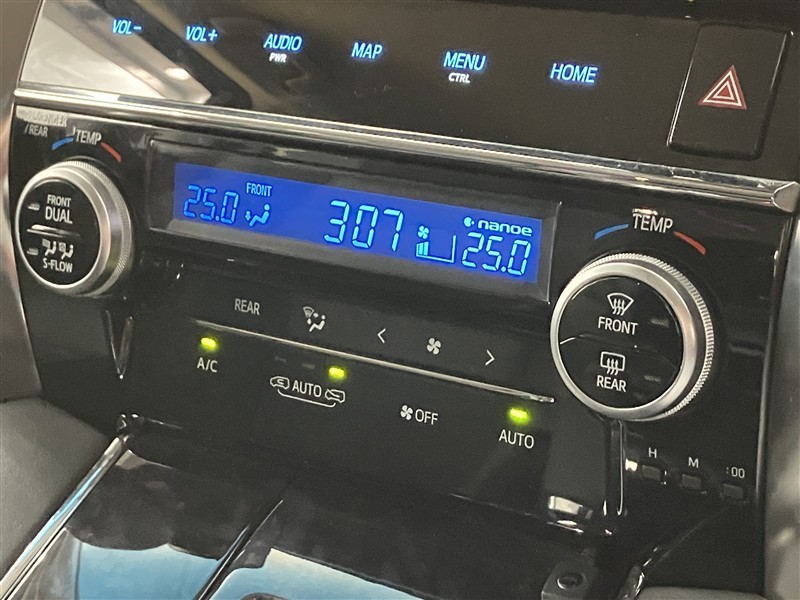 VOL- VOL+ AUDIO MAP MENU HOME
PWR CTRL
PASSENGER
/REAR TEMP
FRONT
DUAL
S-FLOW
25.0 FRONT 307 nanoe 25.0
TEMP
FRONT
REAR
REAR
A/C AUTO OFF AUTO
H M :00